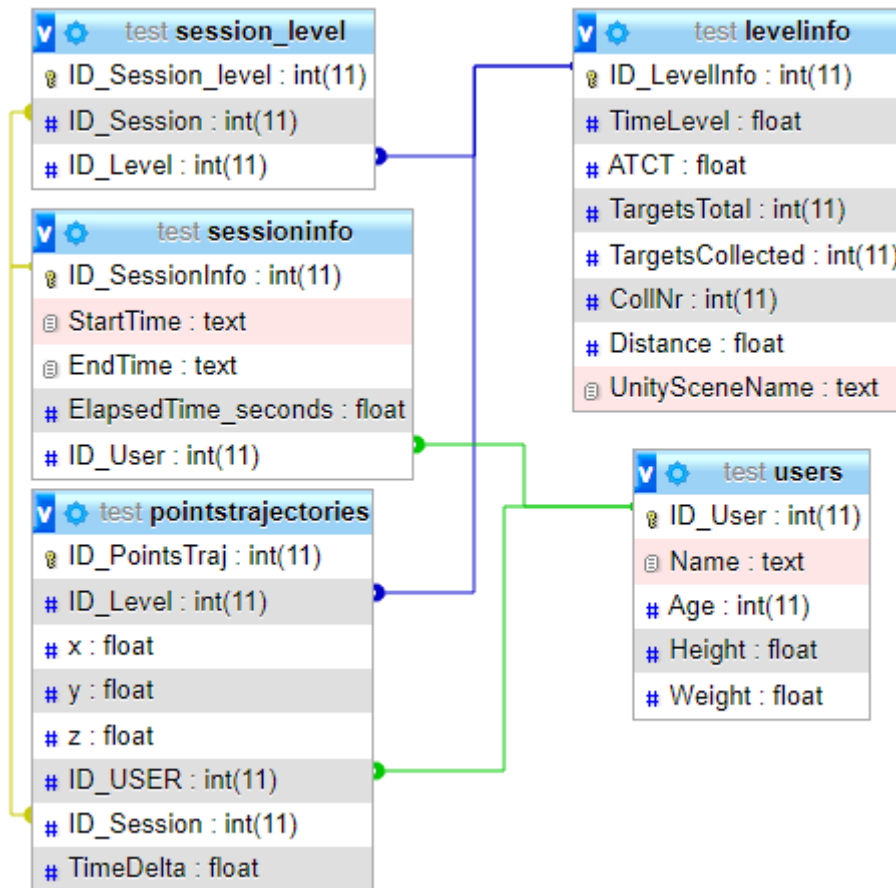 test session_level
ID_Session_level : int(11)
# ID_Session : int(11)
# ID_Level : int(11)
test sessioninfo
ID_SessionInfo : int(11)
StartTime : text
EndTime : text
# ElapsedTime_seconds : float
# ID_User : int(11)
test pointstrajectories
ID_PointsTraj : int(11)
# ID_Level : int(11)
# x : float
# y : float
# z : float
# ID_USER : int(11)
# ID_Session : int(11)
# TimeDelta : float
test levelinfo
ID_LevelInfo : int(11)
# TimeLevel : float
# ATCT : float
# TargetsTotal : int(11)
# TargetsCollected : int(11)
# CollNr : int(11)
# Distance : float
UnitySceneName : text
test users
ID_User : int(11)
Name : text
# Age : int(11)
# Height : float
# Weight : float